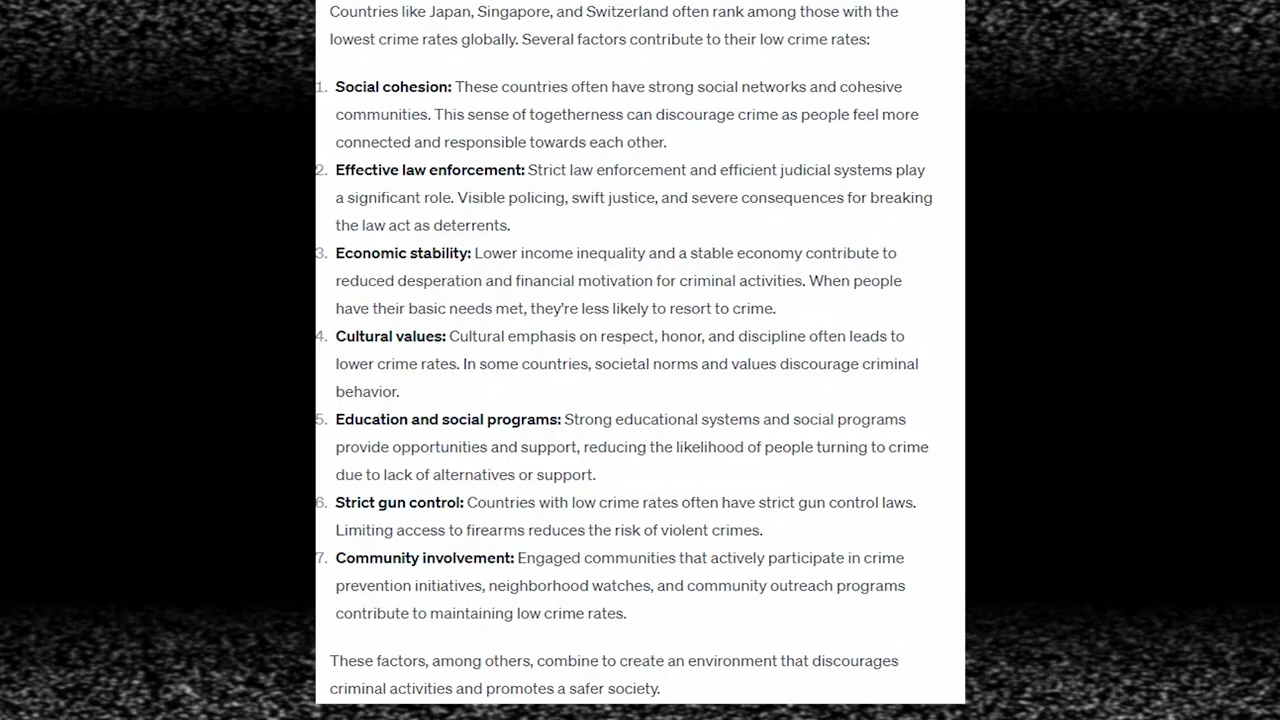 Countries like Japan, Singapore, and Switzerland often rank among those with the
lowest crime rates globally. Several factors contribute to their low crime rates:
1. Social cohesion: These countries often have strong social networks and cohesive
communities. This sense of togetherness can discourage crime as people feel more
connected and responsible towards each other.
2. Effective law enforcement: Strict law enforcement and efficient judicial systems play
a significant role. Visible policing, swift justice, and severe consequences for breaking
the law act as deterrents.
3. Economic stability: Lower income inequality and a stable economy contribute to
reduced desperation and financial motivation for criminal activities. When people
have their basic needs met, they're less likely to resort to crime.
4. Cultural values: Cultural emphasis on respect, honor, and discipline often leads to
lower crime rates. In some countries, societal norms and values discourage criminal
behavior.
5. Education and social programs: Strong educational systems and social programs
provide opportunities and support, reducing the likelihood of people turning to crime
due to lack of alternatives or support.
6. Strict gun control: Countries with low crime rates often have strict gun control laws.
Limiting access to firearms reduces the risk of violent crimes.
7. Community involvement: Engaged communities that actively participate in crime
prevention initiatives, neighborhood watches, and community outreach programs
contribute to maintaining low crime rates.
These factors, among others, combine to create an environment that discourages
criminal activities and promotes a safer society.